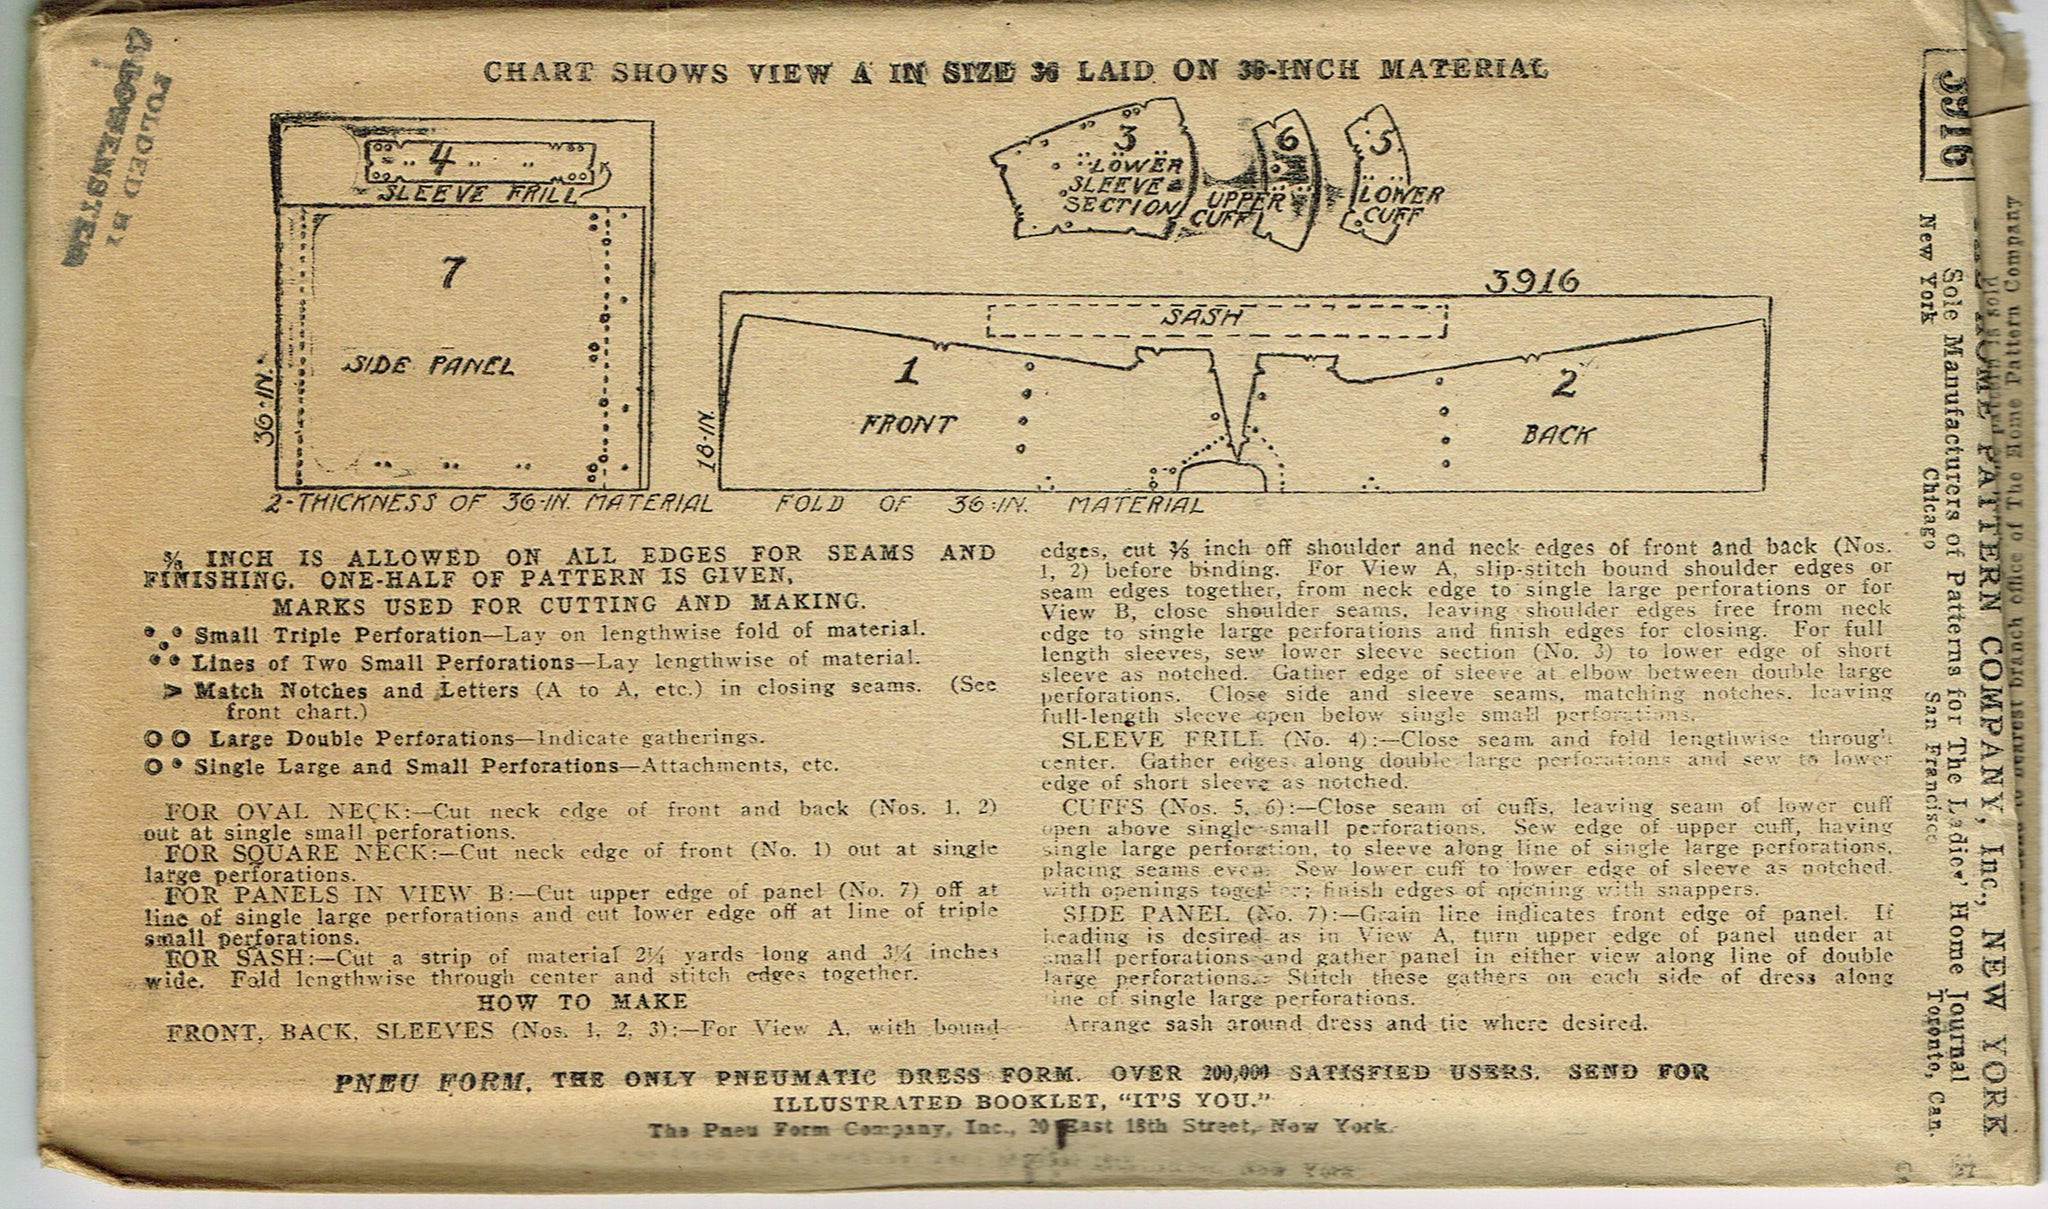 FOLDED BY
CHART SHOWS VIEW A IN SIZE 36 LAID ON 36-INCH MATERIAL
4
SLEEVE FRILL
7
SIDE PANEL
36-IN.
2-THICKNESS OF 36-IN. MATERIAL
3
LOWER
SLEEVE
SECTION
6
UPPER
CUFF
5
LOWER
CUFF
3916
SASH
1
FRONT
2
BACK
18-IN.
FOLD OF 36-IN. MATERIAL
⅜ INCH IS ALLOWED ON ALL EDGES FOR SEAMS AND
FINISHING. ONE-HALF OF PATTERN IS GIVEN,
MARKS USED FOR CUTTING AND MAKING.
Small Triple Perforation—Lay on lengthwise fold of material.
Lines of Two Small Perforations—Lay lengthwise of material.
Match Notches and Letters (A to A, etc.) in closing seams. (See
front chart.)
Large Double Perforations—Indicate gatherings.
Single Large and Small Perforations—Attachments, etc.
FOR OVAL NECK:—Cut neck edge of front and back (Nos. 1, 2)
out at single small perforations.
FOR SQUARE NECK:—Cut neck edge of front (No. 1) out at single
large perforations.
FOR PANELS IN VIEW B:—Cut upper edge of panel (No. 7) off at
line of single large perforations and cut lower edge off at line of triple
small perforations.
FOR SASH:—Cut a strip of material 2¼ yards long and 3¼ inches
wide. Fold lengthwise through center and stitch edges together.
HOW TO MAKE
FRONT, BACK, SLEEVES (Nos. 1, 2, 3):—For View A, with bound
edges, cut ⅜ inch off shoulder and neck edges of front and back (Nos.
1, 2) before binding. For View A, slip-stitch bound shoulder edges or
seam edges together, from neck edge to single large perforations or for
View B, close shoulder seams, leaving shoulder edges free from neck
edge to single large perforations and finish edges for closing. For full
length sleeves, sew lower sleeve section (No. 3) to lower edge of short
sleeve as notched. Gather edge of sleeve at elbow between double large
perforations. Close side and sleeve seams, matching notches, leaving
full-length sleeve open below single small perforations.
SLEEVE FRILL (No. 4):—Close seam and fold lengthwise through
center. Gather edges along double large perforations and sew to lower
edge of short sleeve as notched.
CUFFS (Nos. 5, 6):—Close seam of cuffs, leaving seam of lower cuff
open above single small perforations. Sew edge of upper cuff, having
single large perforation, to sleeve along line of single large perforations,
placing seams even. Sew lower cuff to lower edge of sleeve as notched,
with openings together; finish edges of opening with snappers.
SIDE PANEL (No. 7):—Grain line indicates front edge of panel. If
heading is desired as in View A, turn upper edge of panel under at
small perforations and gather panel in either view along line of double
large perforations. Stitch these gathers on each side of dress along
line of single large perforations.
Arrange sash around dress and tie where desired.
PNEU FORM, THE ONLY PNEUMATIC DRESS FORM. OVER 200,000 SATISFIED USERS. SEND FOR
ILLUSTRATED BOOKLET, "IT'S YOU."
The Pneu Form Company, Inc., 20 East 18th Street, New York.
3916
HOME PATTERN COMPANY, Inc., NEW YORK
Sole Manufacturers of Patterns for The Ladies' Home Journal
New York Chicago San Francisco Toronto, Can.
nearest branch office of The Home Pattern Company